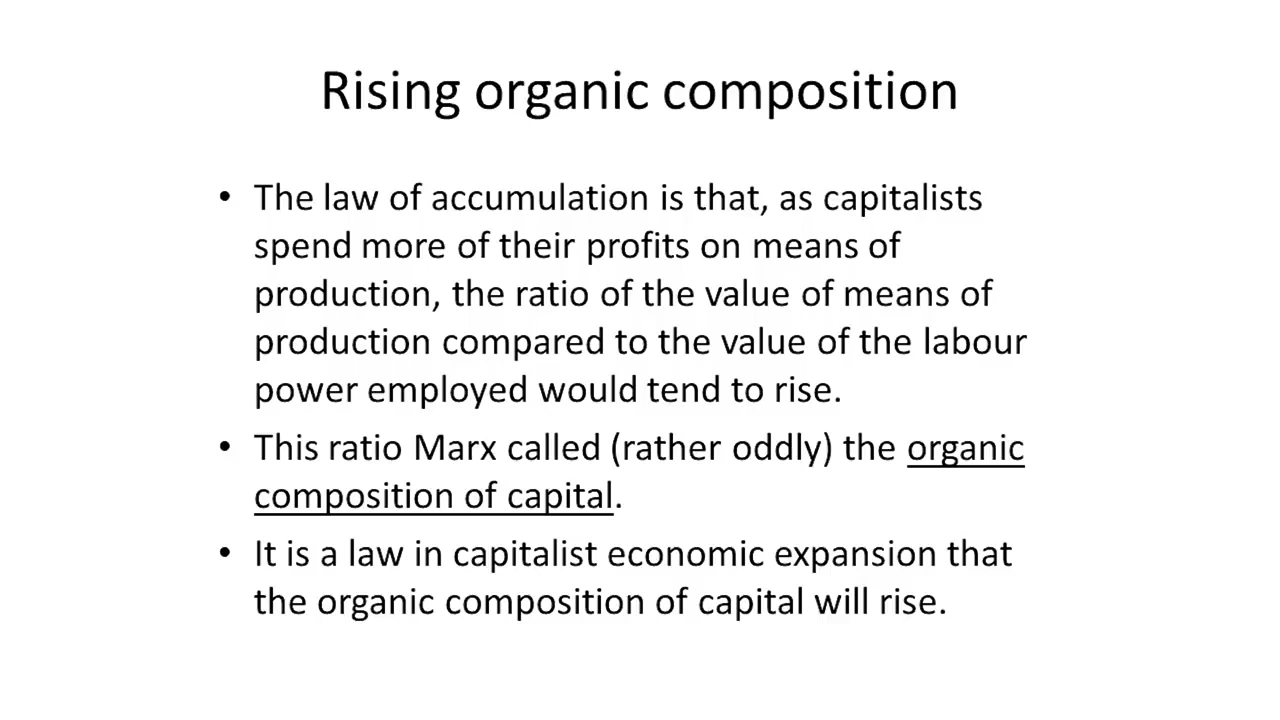 Rising organic composition
• The law of accumulation is that, as capitalists
spend more of their profits on means of
production, the ratio of the value of means of
production compared to the value of the labour
power employed would tend to rise.
• This ratio Marx called (rather oddly) the organic
composition of capital.
• It is a law in capitalist economic expansion that
the organic composition of capital will rise.